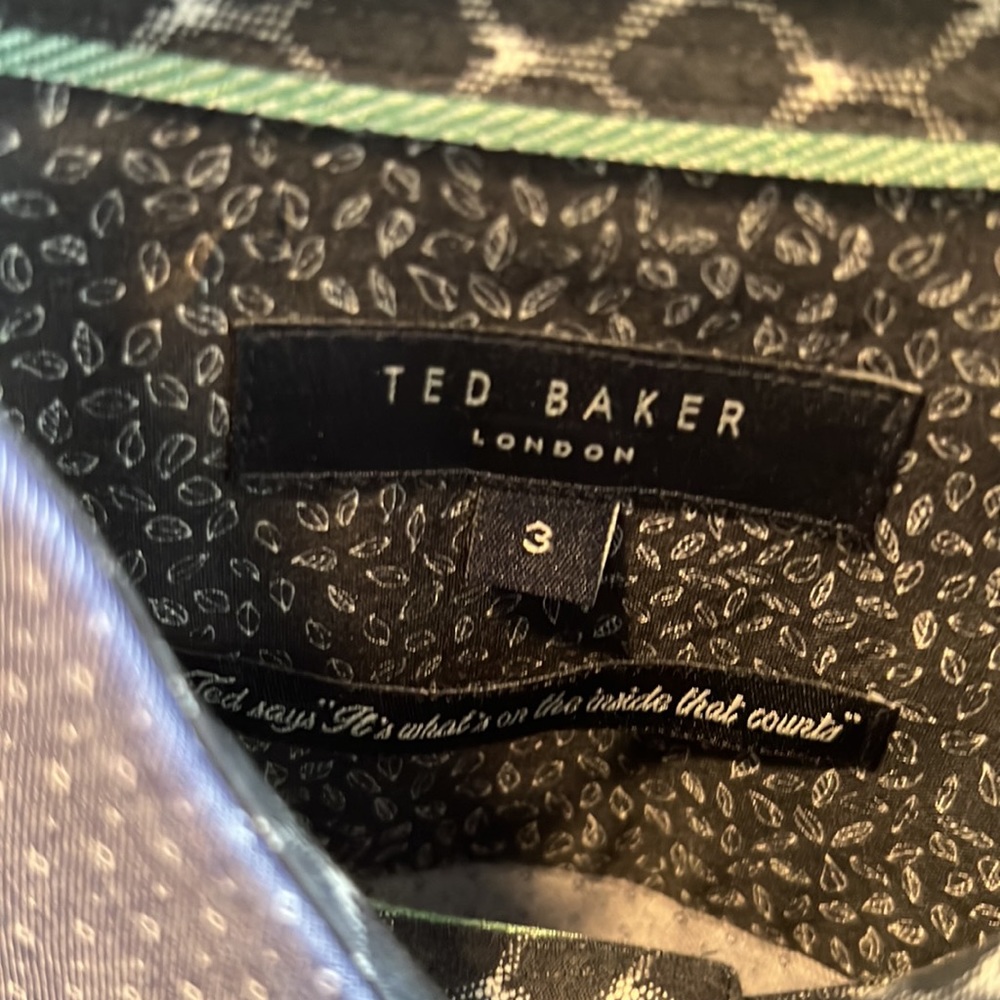 TED BAKER
LONDON
3
Ted says "It's what's on the inside that counts"